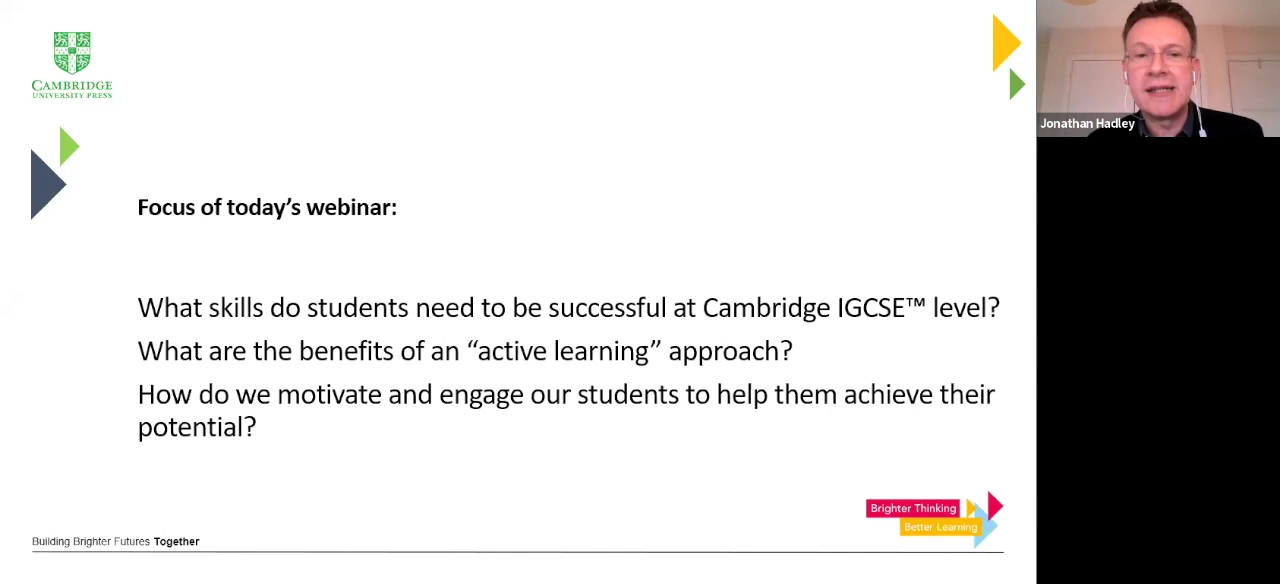 CAMBRIDGE
UNIVERSITY PRESS
Jonathan Hadley
Focus of today's webinar:
What skills do students need to be successful at Cambridge IGCSE™ level?
What are the benefits of an “active learning” approach?
How do we motivate and engage our students to help them achieve their
potential?
Brighter Thinking
Better Learning
Building Brighter Futures Together